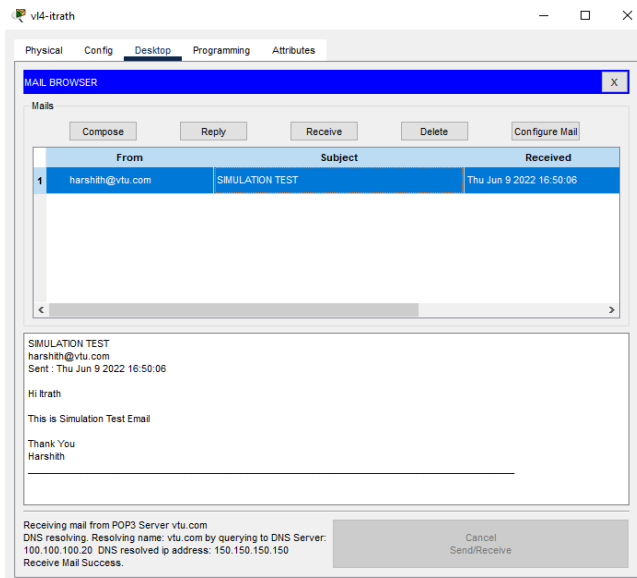 vl4-itrath
Physical Config Desktop Programming Attributes
MAIL BROWSER X
Mails
Compose Reply Receive Delete Configure Mail
From Subject Received
1 harshith@vtu.com SIMULATION TEST Thu Jun 9 2022 16:50:06
SIMULATION TEST
harshith@vtu.com
Sent : Thu Jun 9 2022 16:50:06
Hi Itrath
This is Simulation Test Email
Thank You
Harshith
Receiving mail from POP3 Server vtu.com
DNS resolving. Resolving name: vtu.com by querying to DNS Server:
100.100.100.20 DNS resolved ip address: 150.150.150.150
Receive Mail Success.
Cancel
Send/Receive